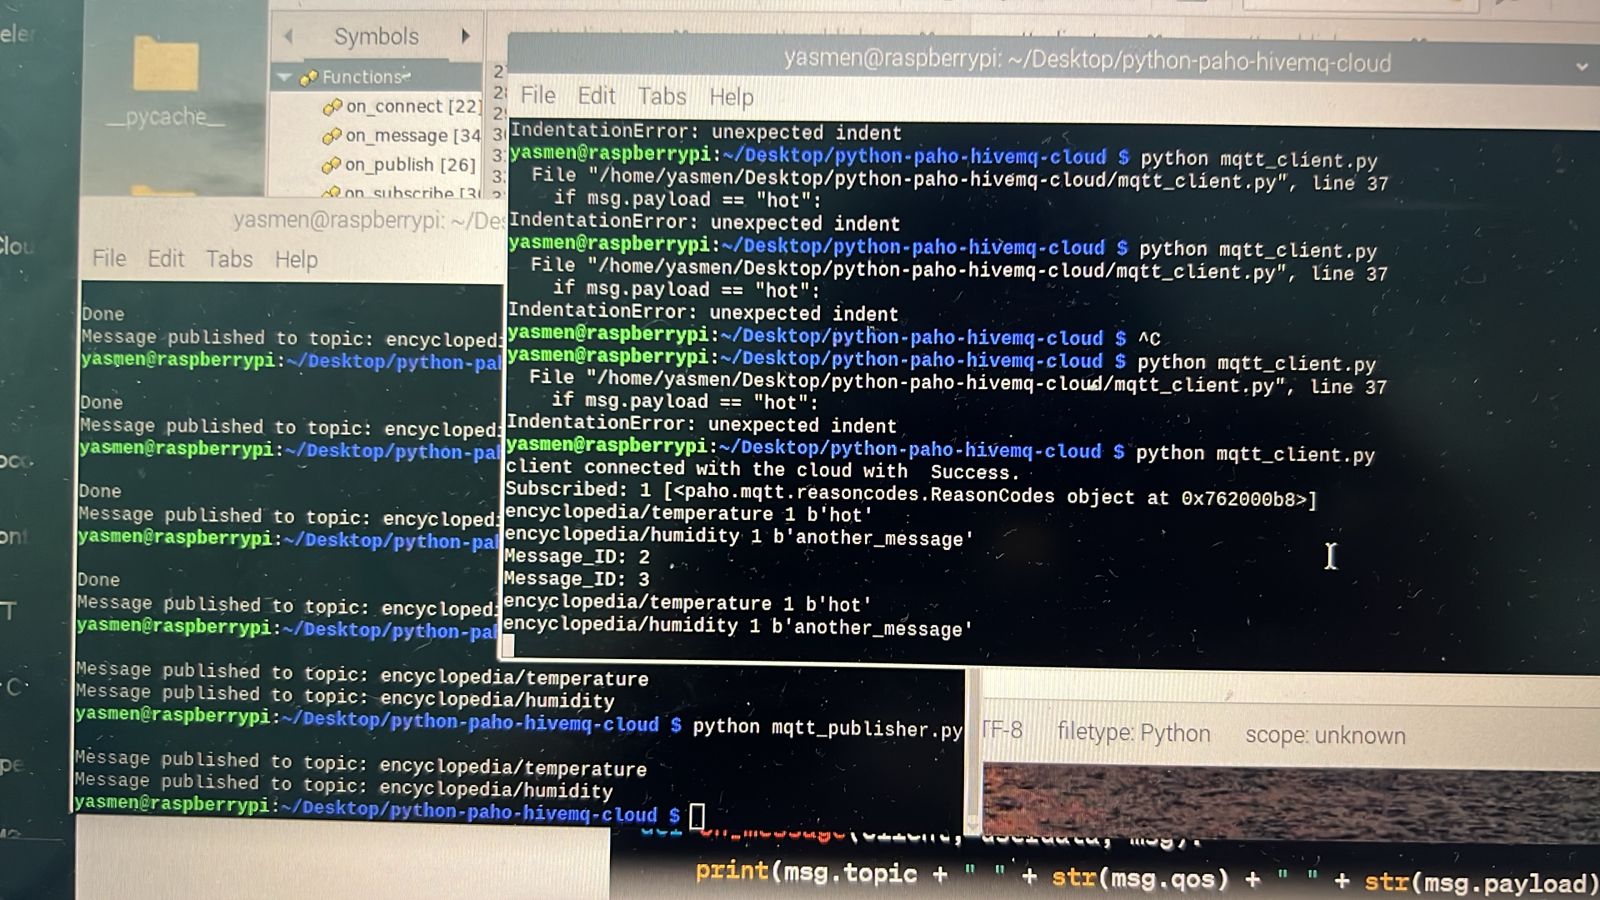 __pycache__
Symbols
Functions
on_connect [22]
on_message [34
on_publish [26]
on_subscribe [3
yasmen@raspberrypi: ~/Desktop/python-paho-hivemq-cloud
File Edit Tabs Help
IndentationError: unexpected indent
yasmen@raspberrypi:~/Desktop/python-paho-hivemq-cloud $ python mqtt_client.py
File "/home/yasmen/Desktop/python-paho-hivemq-cloud/mqtt_client.py", line 37
if msg.payload == "hot":
IndentationError: unexpected indent
yasmen@raspberrypi:~/Desktop/python-paho-hivemq-cloud $ python mqtt_client.py
File "/home/yasmen/Desktop/python-paho-hivemq-cloud/mqtt_client.py", line 37
if msg.payload == "hot":
IndentationError: unexpected indent
yasmen@raspberrypi:~/Desktop/python-paho-hivemq-cloud $ ^C
yasmen@raspberrypi:~/Desktop/python-paho-hivemq-cloud $ python mqtt_client.py
File "/home/yasmen/Desktop/python-paho-hivemq-cloud/mqtt_client.py", line 37
if msg.payload == "hot":
IndentationError: unexpected indent
yasmen@raspberrypi:~/Desktop/python-paho-hivemq-cloud $ python mqtt_client.py
client connected with the cloud with  Success.
Subscribed: 1 [<paho.mqtt.reasoncodes.ReasonCodes object at 0x762000b8>]
encyclopedia/temperature 1 b'hot'
encyclopedia/humidity 1 b'another_message'
Message_ID: 2
Message_ID: 3
encyclopedia/temperature 1 b'hot'
encyclopedia/humidity 1 b'another_message'
yasmen@raspberrypi: ~/Des
File Edit Tabs Help
Done
Message published to topic: encycloped
yasmen@raspberrypi:~/Desktop/python-pa
Done
Message published to topic: encycloped
yasmen@raspberrypi:~/Desktop/python-pa
Done
Message published to topic: encycloped
yasmen@raspberrypi:~/Desktop/python-pa
Done
Message published to topic: encycloped
yasmen@raspberrypi:~/Desktop/python-pa
Message published to topic: encyclopedia/temperature
Message published to topic: encyclopedia/humidity
yasmen@raspberrypi:~/Desktop/python-paho-hivemq-cloud $ python mqtt_publisher.py
Message published to topic: encyclopedia/temperature
Message published to topic: encyclopedia/humidity
yasmen@raspberrypi:~/Desktop/python-paho-hivemq-cloud $
TF-8 filetype: Python scope: unknown
print(msg.topic + " " + str(msg.qos) + " " + str(msg.payload)